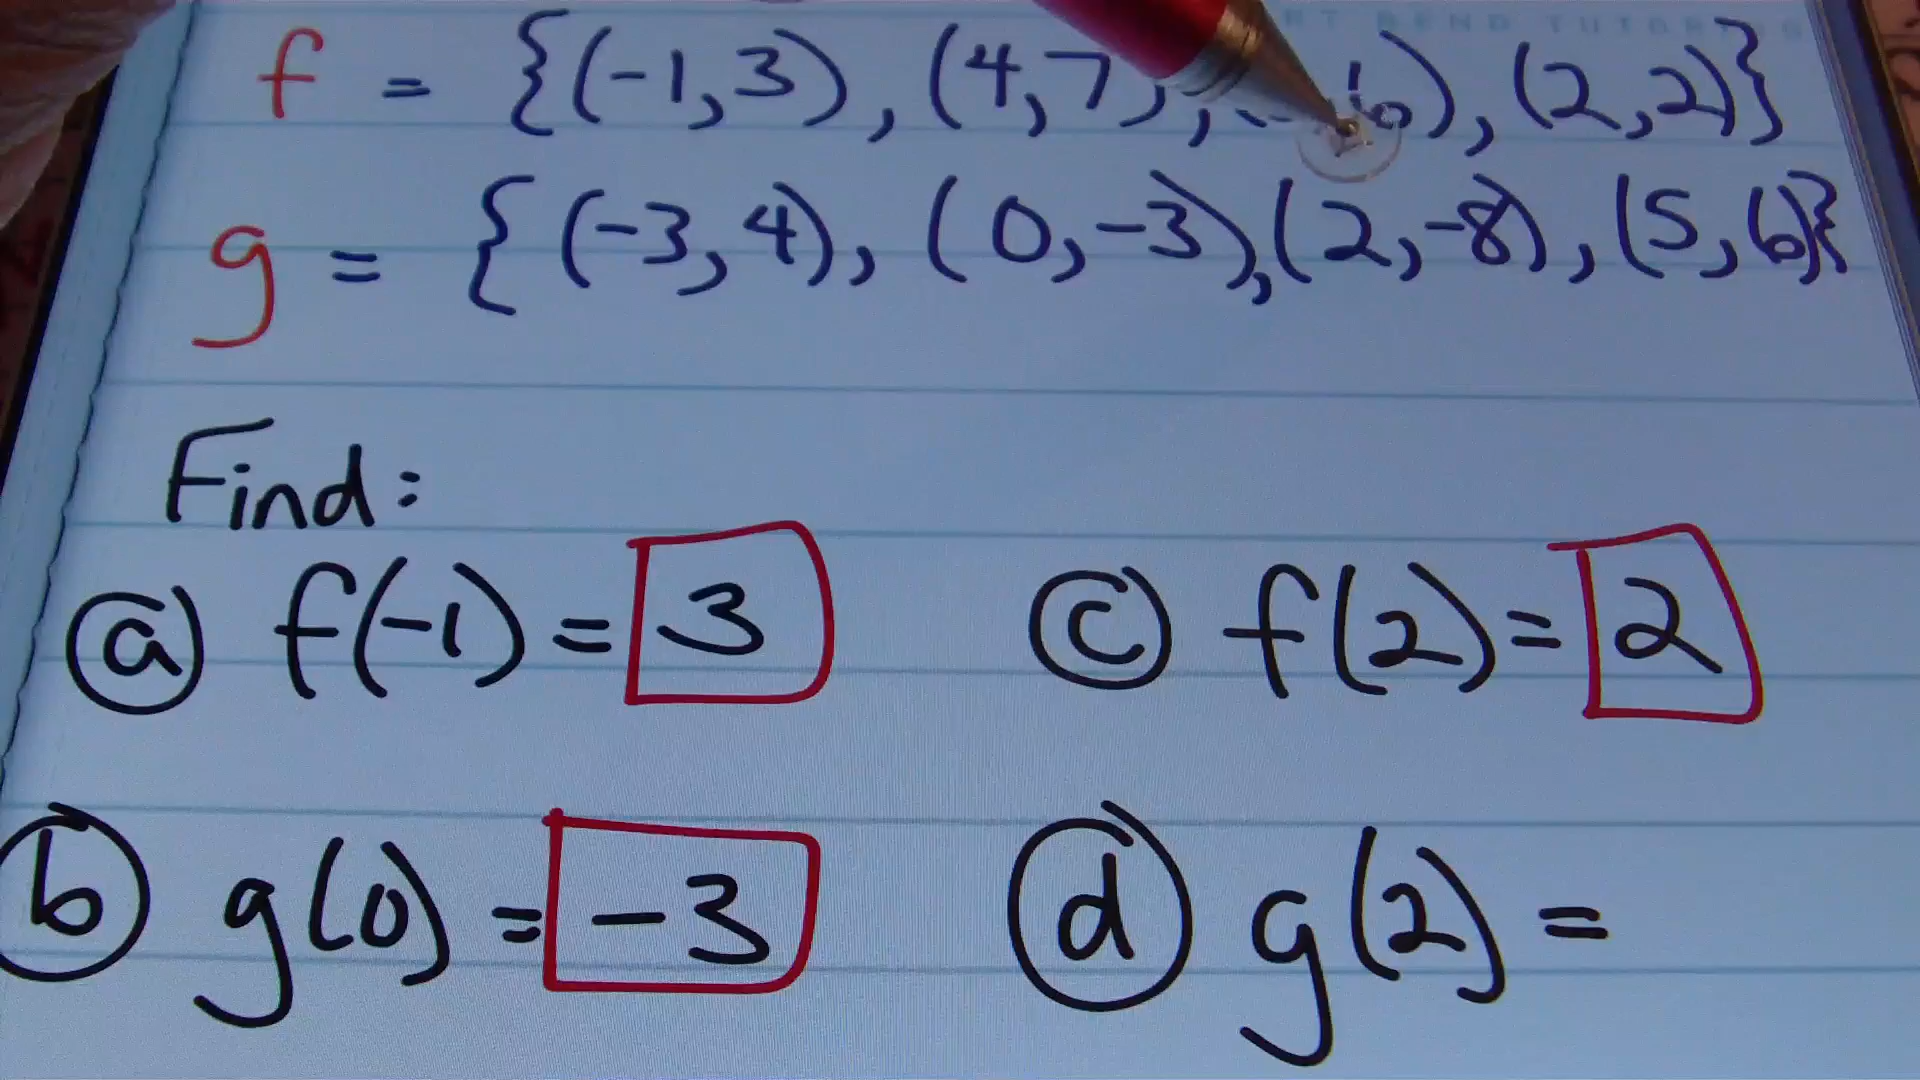 f = {(-1,3), (4,7), 6), (2,2)}
g = {(-3,4), (0,-3), (2,-8), (5,6)}
Find:
a f(-1) = 3
c f(2) = 2
b g(0) = -3
d g(2) =